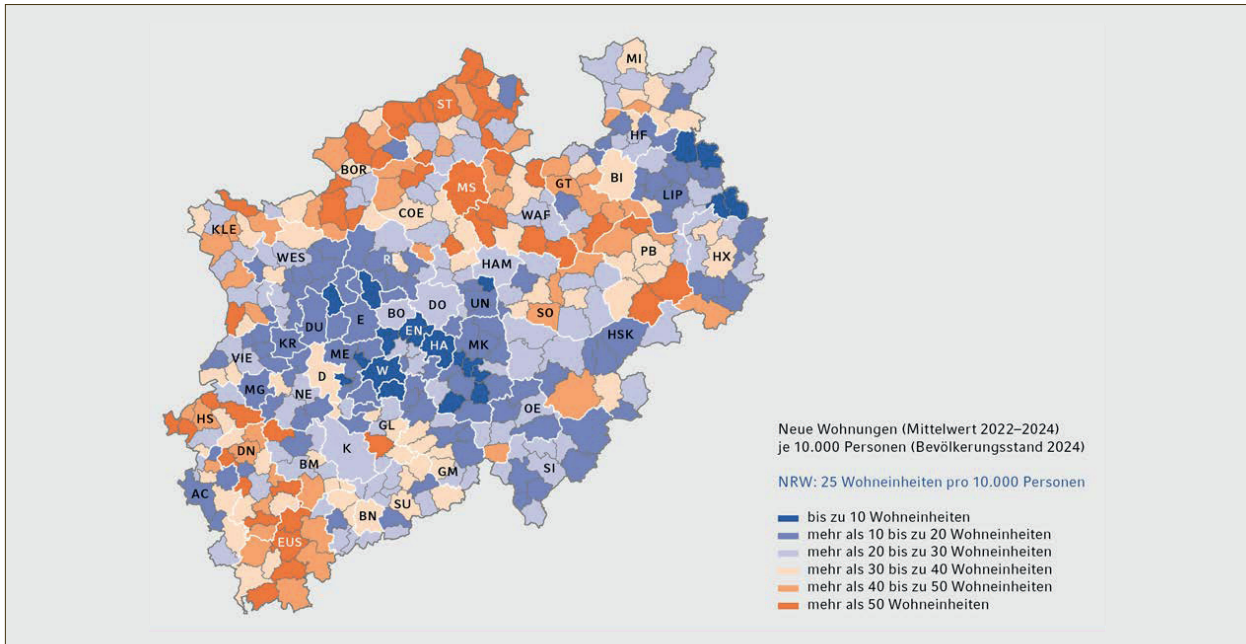 MI
ST
HF
BOR
MS
GT
BI
LIP
COE
WAF
KLE
WES
PB
HX
HAM
R
DO
UN
BO
SO
DU
E
EN
HSK
KR
HA
MK
VIE
ME
D
W
MG
NE
OE
HS
GL
DN
K
BM
GM
SI
AC
SU
BN
EUS
Neue Wohnungen (Mittelwert 2022–2024)
je 10.000 Personen (Bevölkerungsstand 2024)
NRW: 25 Wohneinheiten pro 10.000 Personen
bis zu 10 Wohneinheiten
mehr als 10 bis zu 20 Wohneinheiten
mehr als 20 bis zu 30 Wohneinheiten
mehr als 30 bis zu 40 Wohneinheiten
mehr als 40 bis zu 50 Wohneinheiten
mehr als 50 Wohneinheiten